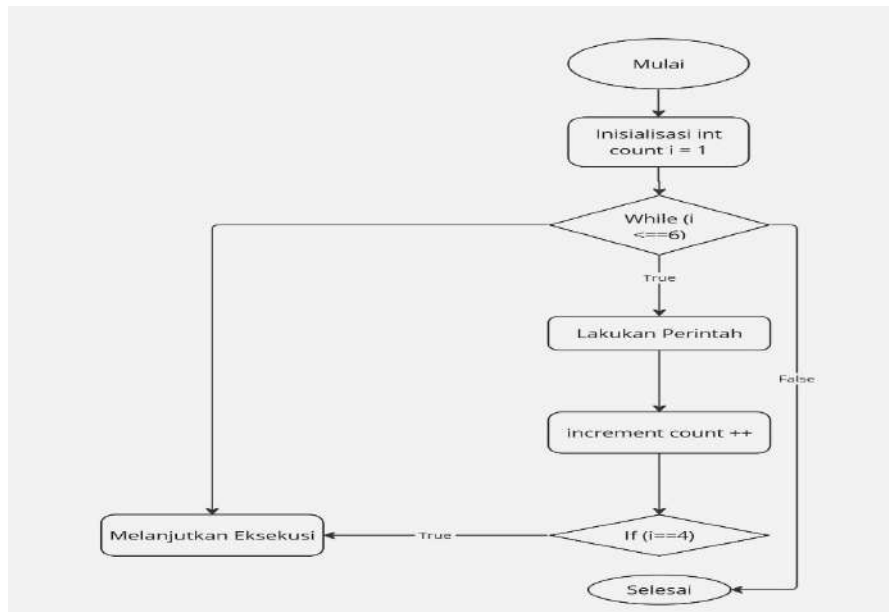 Mulai
Inisialisasi int
count i = 1
While (i
<==6)
True
Lakukan Perintah
False
increment count ++
Melanjutkan Eksekusi
True
If (i==4)
Selesai